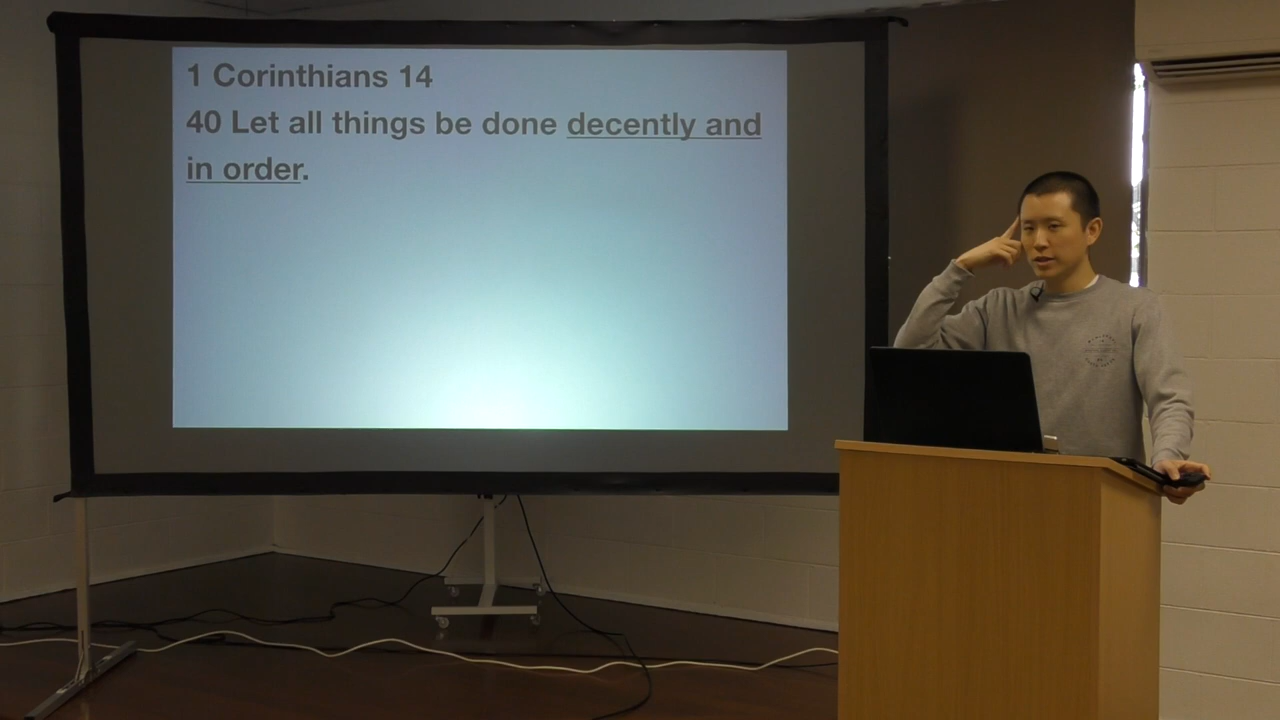 1 Corinthians 14
40 Let all things be done decently and
in order.